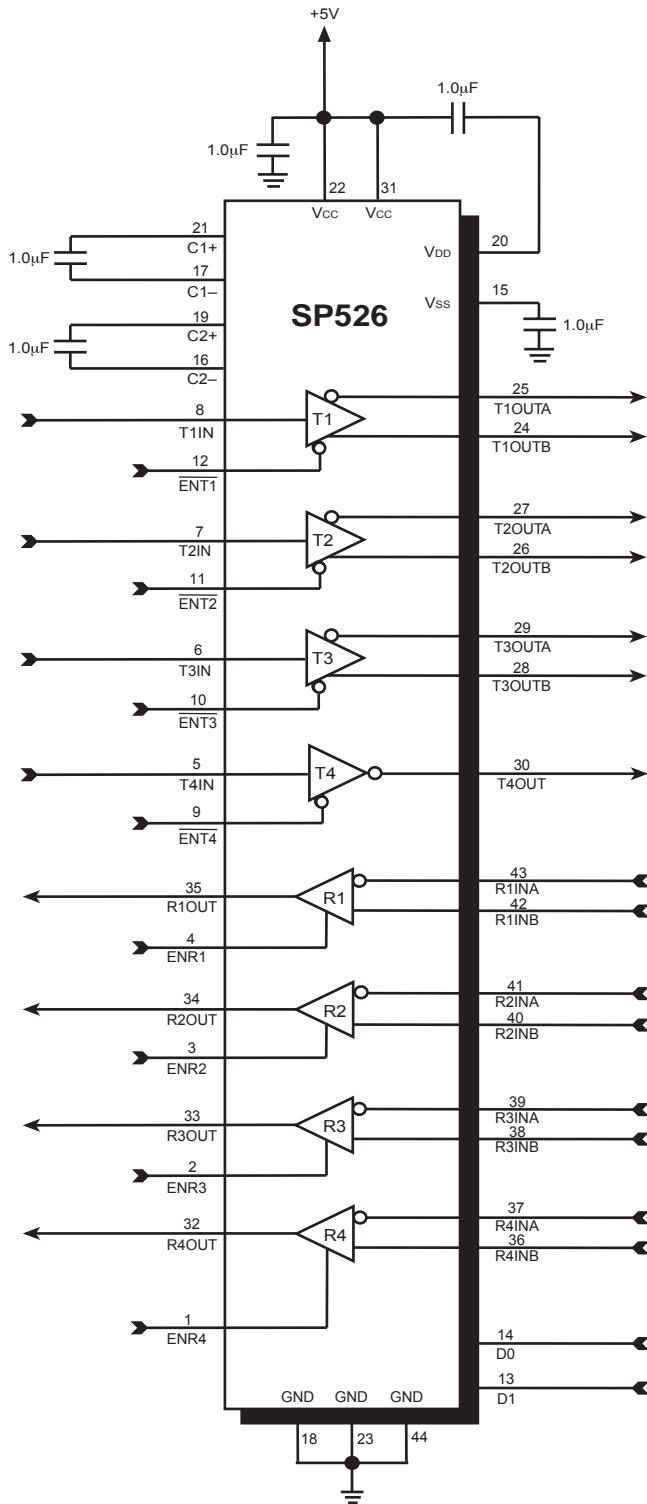 +5V
1.0µF
1.0µF
22
31
VCC
VCC
21
C1+
VDD
20
1.0µF
17
C1–
15
VSS
19
C2+
SP526
1.0µF
1.0µF
16
C2–
8
T1IN
T1
25
T1OUTA
24
T1OUTB
12
ENT1
7
T2IN
T2
27
T2OUTA
26
T2OUTB
11
ENT2
6
T3IN
T3
29
T3OUTA
28
T3OUTB
10
ENT3
5
T4IN
T4
30
T4OUT
9
ENT4
35
R1OUT
R1
43
R1INA
42
R1INB
4
ENR1
34
R2OUT
R2
41
R2INA
40
R2INB
3
ENR2
33
R3OUT
R3
39
R3INA
38
R3INB
2
ENR3
32
R4OUT
R4
37
R4INA
36
R4INB
1
ENR4
14
D0
13
D1
GND GND GND
18 23 44